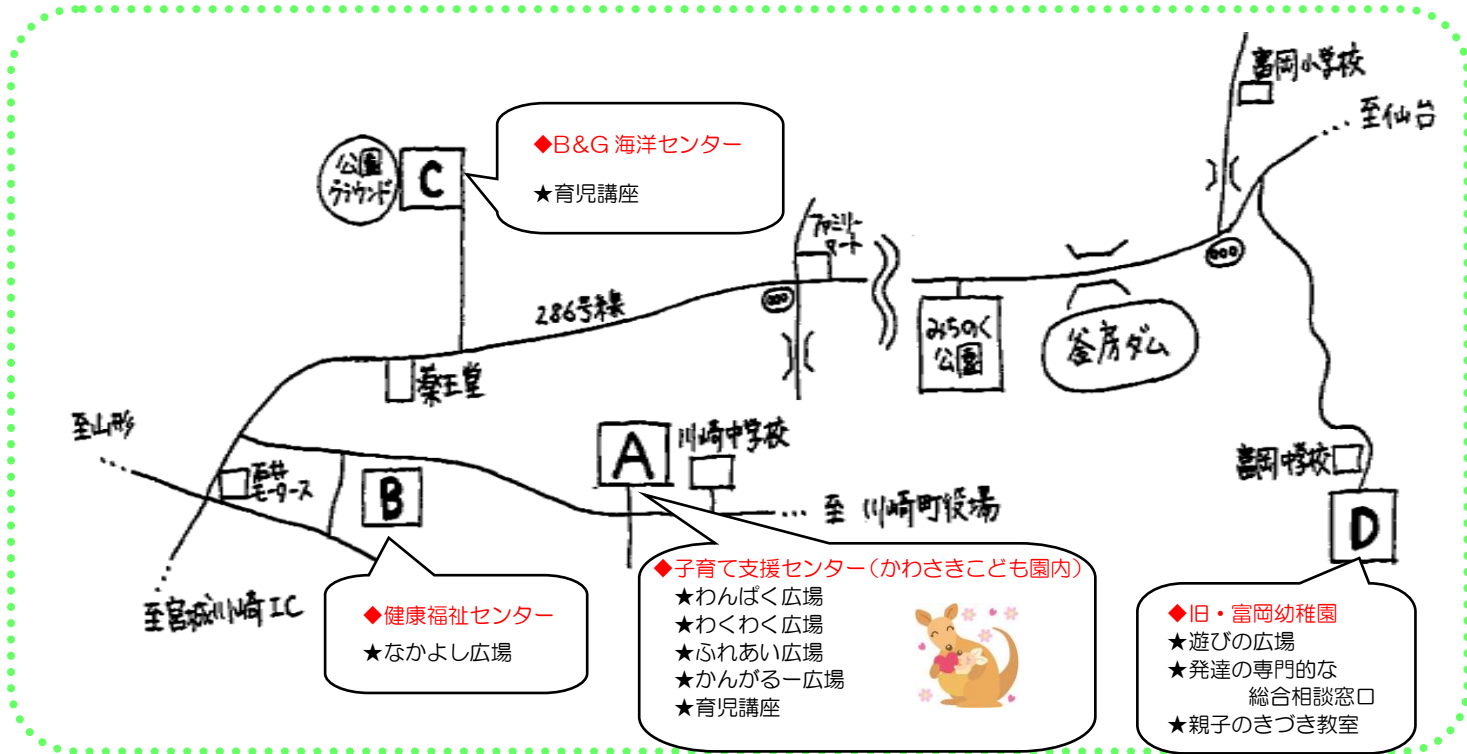 富岡小学校
至仙台
◆B&G 海洋センター
★育児講座
公園
グラウンド
C
ファミリー
マート
286号線
みちのく
公園
釜房ダム
薬王堂
至山形
石井
モータース
B
A
川崎中学校
至 川崎町役場
富岡中学校
D
至宮城川崎IC
◆健康福祉センター
★なかよし広場
◆子育て支援センター(かわさきこども園内)
★わんぱく広場
★わくわく広場
★ふれあい広場
★かんがるー広場
★育児講座
◆旧・富岡幼稚園
★遊びの広場
★発達の専門的な
総合相談窓口
★親子のきづき教室